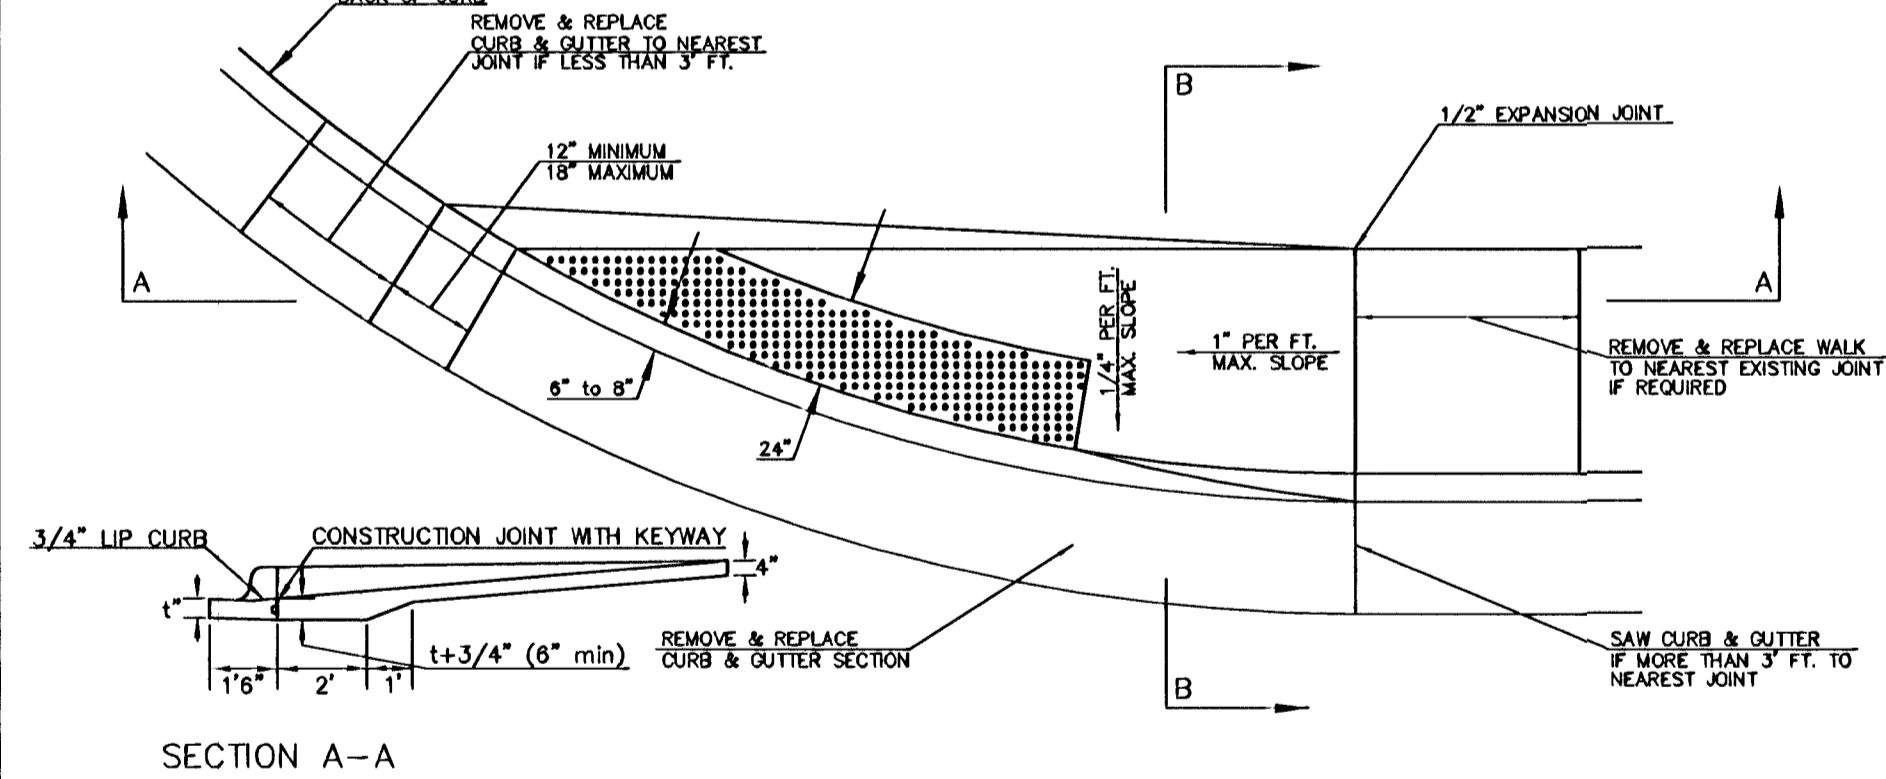 BACK OF CURB
REMOVE & REPLACE
CURB & GUTTER TO NEAREST
JOINT IF LESS THAN 3' FT.
B
1/2" EXPANSION JOINT
12" MINIMUM
18" MAXIMUM
A
A
1/4" PER FT.
MAX. SLOPE
1" PER FT.
MAX. SLOPE
REMOVE & REPLACE WALK
TO NEAREST EXISTING JOINT
IF REQUIRED
6" to 8"
24"
3/4" LIP CURB
CONSTRUCTION JOINT WITH KEYWAY
4"
t"
t+3/4" (6" min)
1'6"
2'
1'
REMOVE & REPLACE
CURB & GUTTER SECTION
SAW CURB & GUTTER
IF MORE THAN 3' FT. TO
NEAREST JOINT
B
SECTION A-A